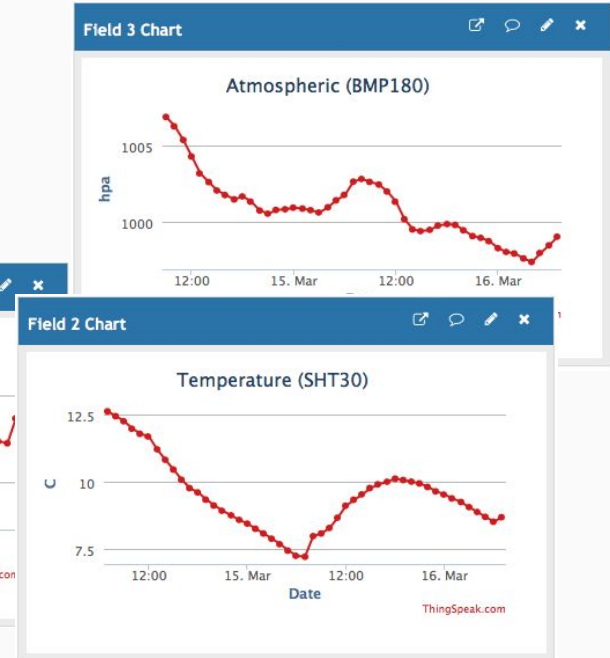 Field 3 Chart
Atmospheric (BMP180)
1005
hpa
1000
12:00 15. Mar 12:00 16. Mar
Field 2 Chart
Temperature (SHT30)
12.5
C
10
7.5
12:00 15. Mar 12:00 16. Mar
Date
ThingSpeak.com